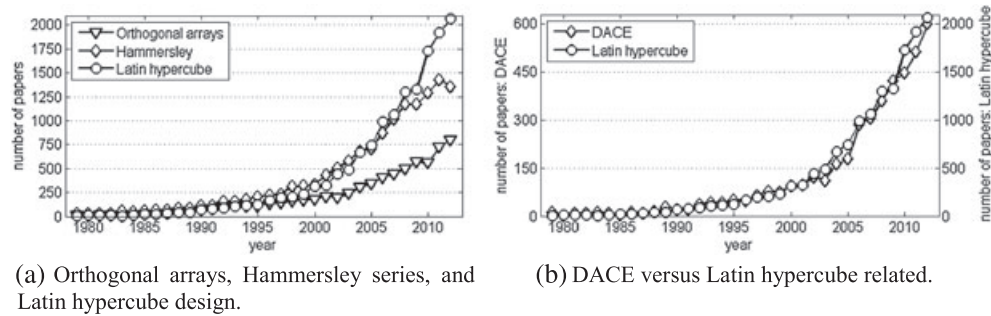 2000
1750
1500
1250
1000
750
500
250
0
number of papers
Orthogonal arrays
Hammersley
Latin hypercube
1980 1985 1990 1995 2000 2005 2010
year
600
450
300
150
0
number of papers: DACE
DACE
Latin hypercube
2000
1500
1000
500
0
number of papers: Latin hypercube
1980 1985 1990 1995 2000 2005 2010
year
(a) Orthogonal arrays, Hammersley series, and
Latin hypercube design.
(b) DACE versus Latin hypercube related.